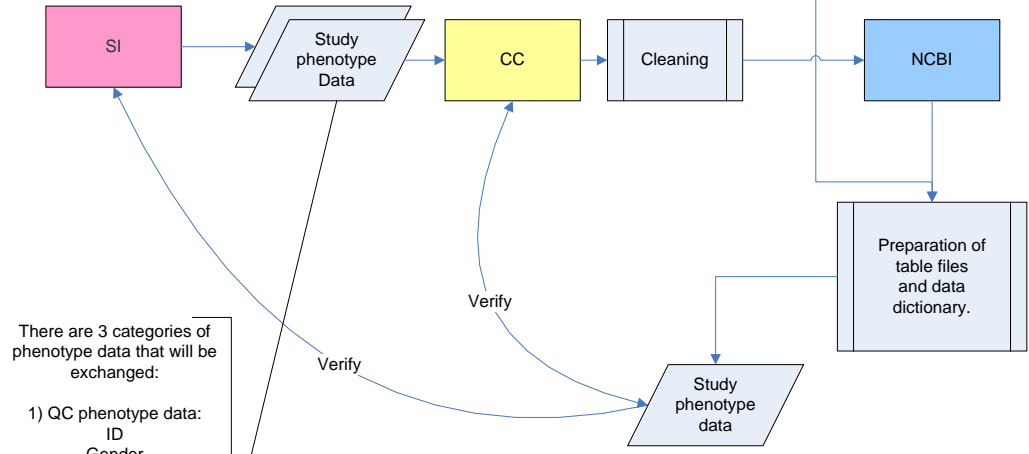 SI
Study
phenotype
Data
CC
Cleaning
NCBI
Preparation of
table files
and data
dictionary.
Verify
Verify
Study
phenotype
data
There are 3 categories of
phenotype data that will be
exchanged:
1) QC phenotype data:
ID
Gender